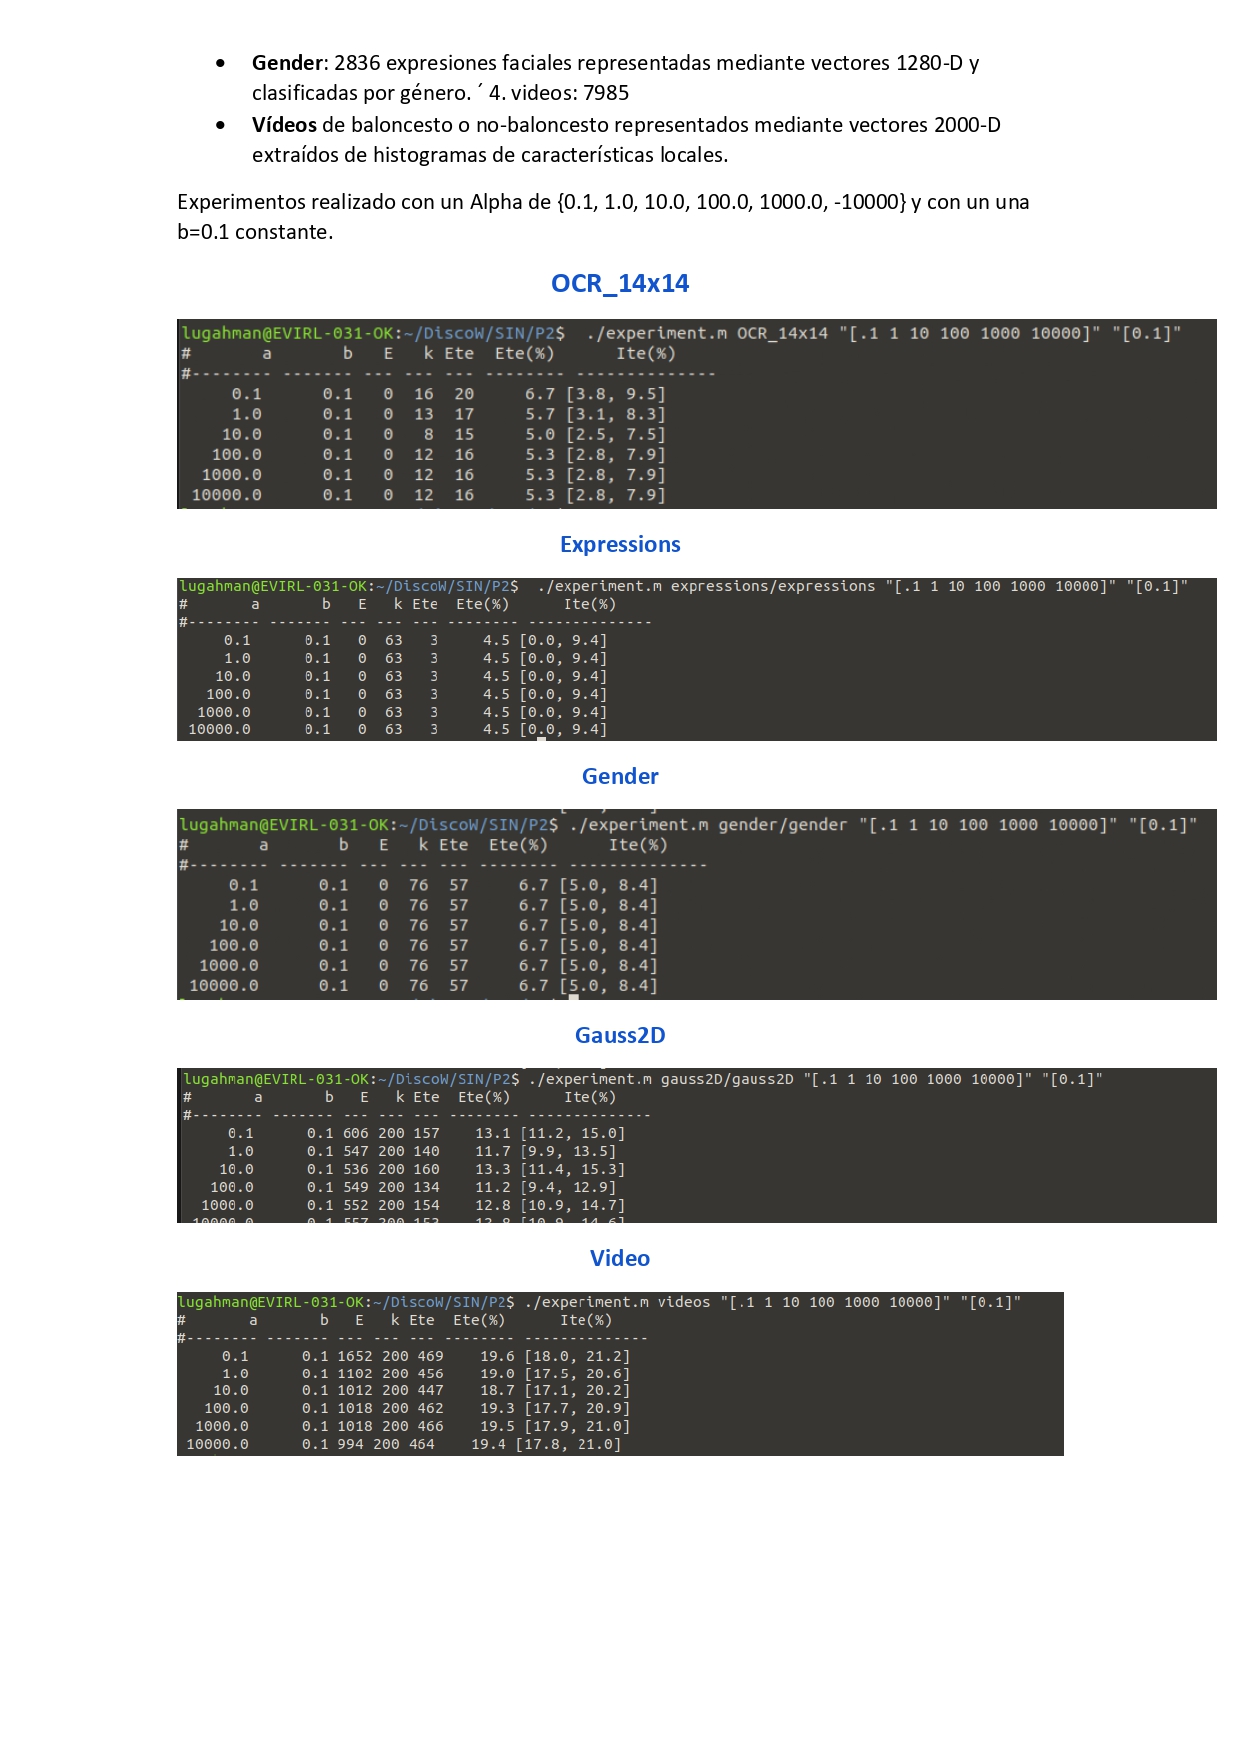 • Gender: 2836 expresiones faciales representadas mediante vectores 1280-D y
clasificadas por género. ´ 4. videos: 7985
• Vídeos de baloncesto o no-baloncesto representados mediante vectores 2000-D
extraídos de histogramas de características locales.
Experimentos realizado con un Alpha de {0.1, 1.0, 10.0, 100.0, 1000.0, -10000} y con un una
b=0.1 constante.
OCR_14x14
lugahman@EVIRL-031-OK:~/DiscoW/SIN/P2$ ./experiment.m OCR_14x14 "[.1 1 10 100 1000 10000]" "[0.1]"
# a b E k Ete Ete(%) Ite(%)
#-------- ------- --- --- --- -------- --------------
0.1 0.1 0 16 20 6.7 [3.8, 9.5]
1.0 0.1 0 13 17 5.7 [3.1, 8.3]
10.0 0.1 0 8 15 5.0 [2.5, 7.5]
100.0 0.1 0 12 16 5.3 [2.8, 7.9]
1000.0 0.1 0 12 16 5.3 [2.8, 7.9]
10000.0 0.1 0 12 16 5.3 [2.8, 7.9]
Expressions
lugahman@EVIRL-031-OK:~/DiscoW/SIN/P2$ ./experiment.m expressions/expressions "[.1 1 10 100 1000 10000]" "[0.1]"
# a b E k Ete Ete(%) Ite(%)
#-------- ------- --- --- --- -------- --------------
0.1 0.1 0 63 3 4.5 [0.0, 9.4]
1.0 0.1 0 63 3 4.5 [0.0, 9.4]
10.0 0.1 0 63 3 4.5 [0.0, 9.4]
100.0 0.1 0 63 3 4.5 [0.0, 9.4]
1000.0 0.1 0 63 3 4.5 [0.0, 9.4]
10000.0 0.1 0 63 3 4.5 [0.0, 9.4]
Gender
lugahman@EVIRL-031-OK:~/DiscoW/SIN/P2$ ./experiment.m gender/gender "[.1 1 10 100 1000 10000]" "[0.1]"
# a b E k Ete Ete(%) Ite(%)
#-------- ------- --- --- --- -------- --------------
0.1 0.1 0 76 57 6.7 [5.0, 8.4]
1.0 0.1 0 76 57 6.7 [5.0, 8.4]
10.0 0.1 0 76 57 6.7 [5.0, 8.4]
100.0 0.1 0 76 57 6.7 [5.0, 8.4]
1000.0 0.1 0 76 57 6.7 [5.0, 8.4]
10000.0 0.1 0 76 57 6.7 [5.0, 8.4]
Gauss2D
lugahman@EVIRL-031-OK:~/DiscoW/SIN/P2$ ./experiment.m gauss2D/gauss2D "[.1 1 10 100 1000 10000]" "[0.1]"
# a b E k Ete Ete(%) Ite(%)
#-------- ------- --- --- --- -------- --------------
0.1 0.1 606 200 157 13.1 [11.2, 15.0]
1.0 0.1 547 200 140 11.7 [9.9, 13.5]
10.0 0.1 536 200 160 13.3 [11.4, 15.3]
100.0 0.1 549 200 134 11.2 [9.4, 12.9]
1000.0 0.1 552 200 154 12.8 [10.9, 14.7]
10000.0 0.1 557 200 153 12.8 [10.9, 14.6]
Video
lugahman@EVIRL-031-OK:~/DiscoW/SIN/P2$ ./experiment.m videos "[.1 1 10 100 1000 10000]" "[0.1]"
# a b E k Ete Ete(%) Ite(%)
#-------- ------- --- --- --- -------- --------------
0.1 0.1 1652 200 469 19.6 [18.0, 21.2]
1.0 0.1 1102 200 456 19.0 [17.5, 20.6]
10.0 0.1 1012 200 447 18.7 [17.1, 20.2]
100.0 0.1 1018 200 462 19.3 [17.7, 20.9]
1000.0 0.1 1018 200 466 19.5 [17.9, 21.0]
10000.0 0.1 994 200 464 19.4 [17.8, 21.0]